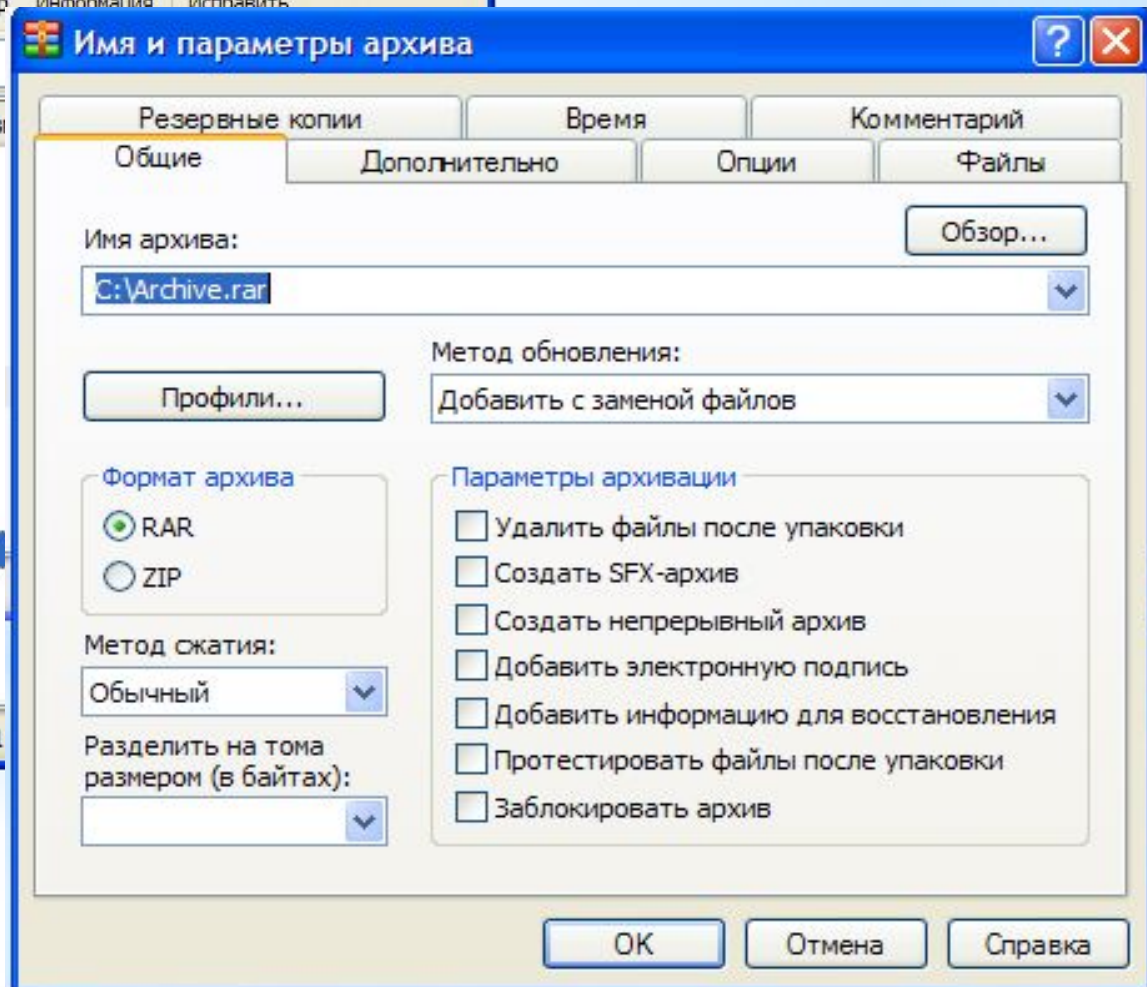 Информация Исправить
Имя и параметры архива
Резервные копии Время Комментарий
Общие Дополнительно Опции Файлы
Имя архива:
Обзор...
C:\Archive.rar
Метод обновления:
Профили...
Добавить с заменой файлов
Формат архива
RAR
ZIP
Метод сжатия:
Обычный
Разделить на тома
размером (в байтах):
Параметры архивации
Удалить файлы после упаковки
Создать SFX-архив
Создать непрерывный архив
Добавить электронную подпись
Добавить информацию для восстановления
Протестировать файлы после упаковки
Заблокировать архив
OK Отмена Справка